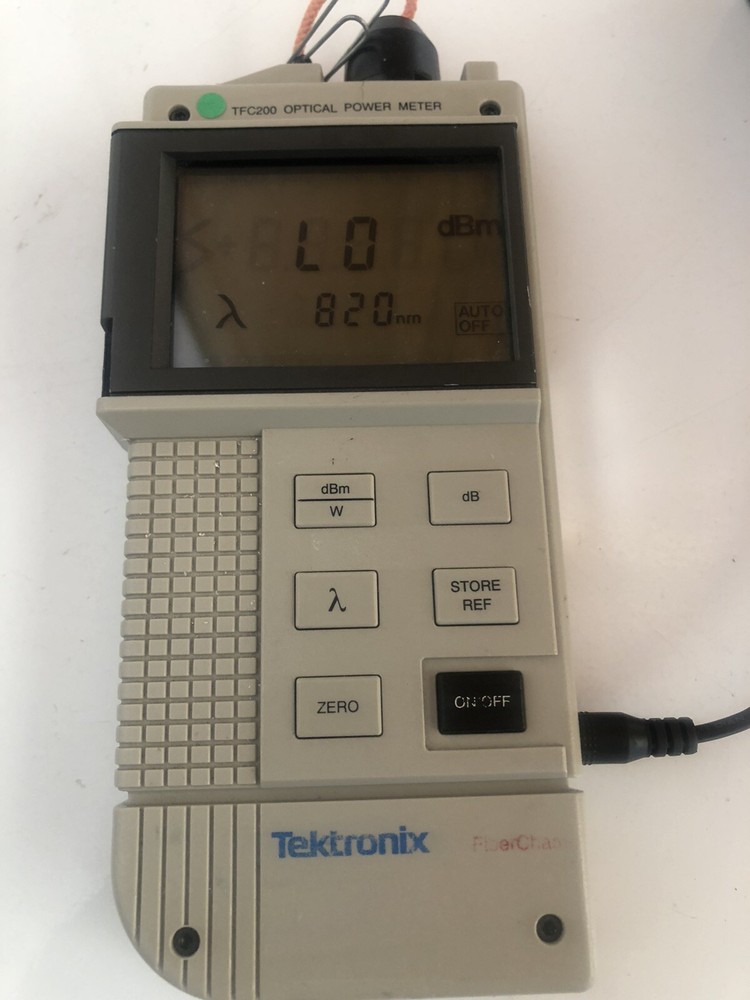 TFC200 OPTICAL POWER METER
LO dBm
λ 820nm
AUTO
OFF
dBm
W
dB
λ
STORE
REF
ZERO
ON/OFF
Tektronix